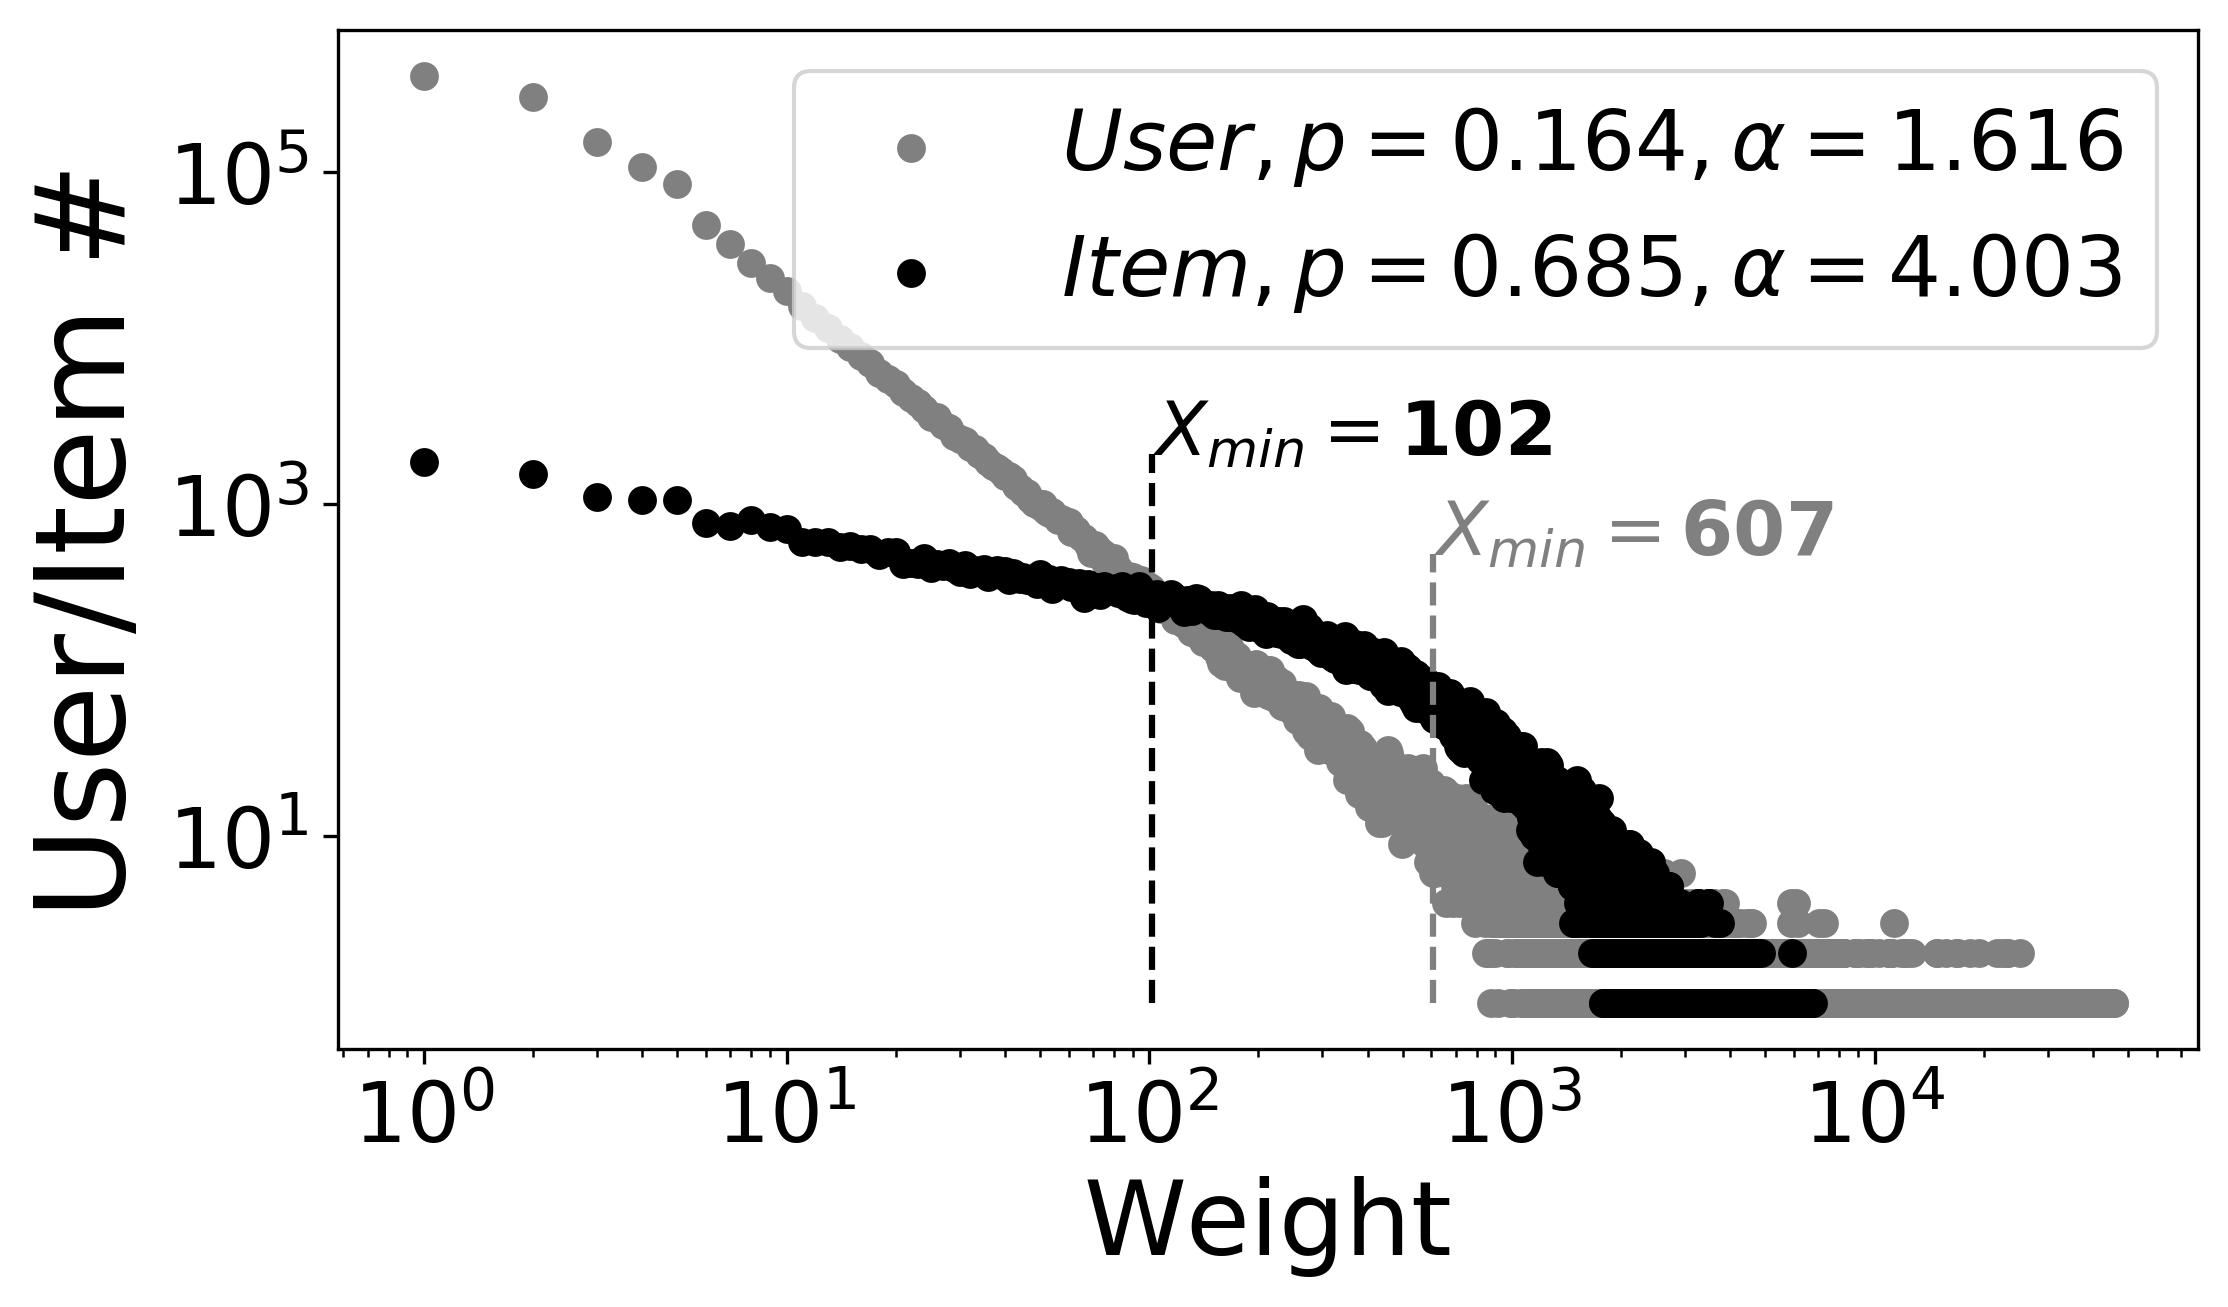 User, p = 0.164, α = 1.616
Item, p = 0.685, α = 4.003
X_min = 102
X_min = 607
User/Item #
10^5
10^3
10^1
10^0 10^1 10^2 10^3 10^4
Weight